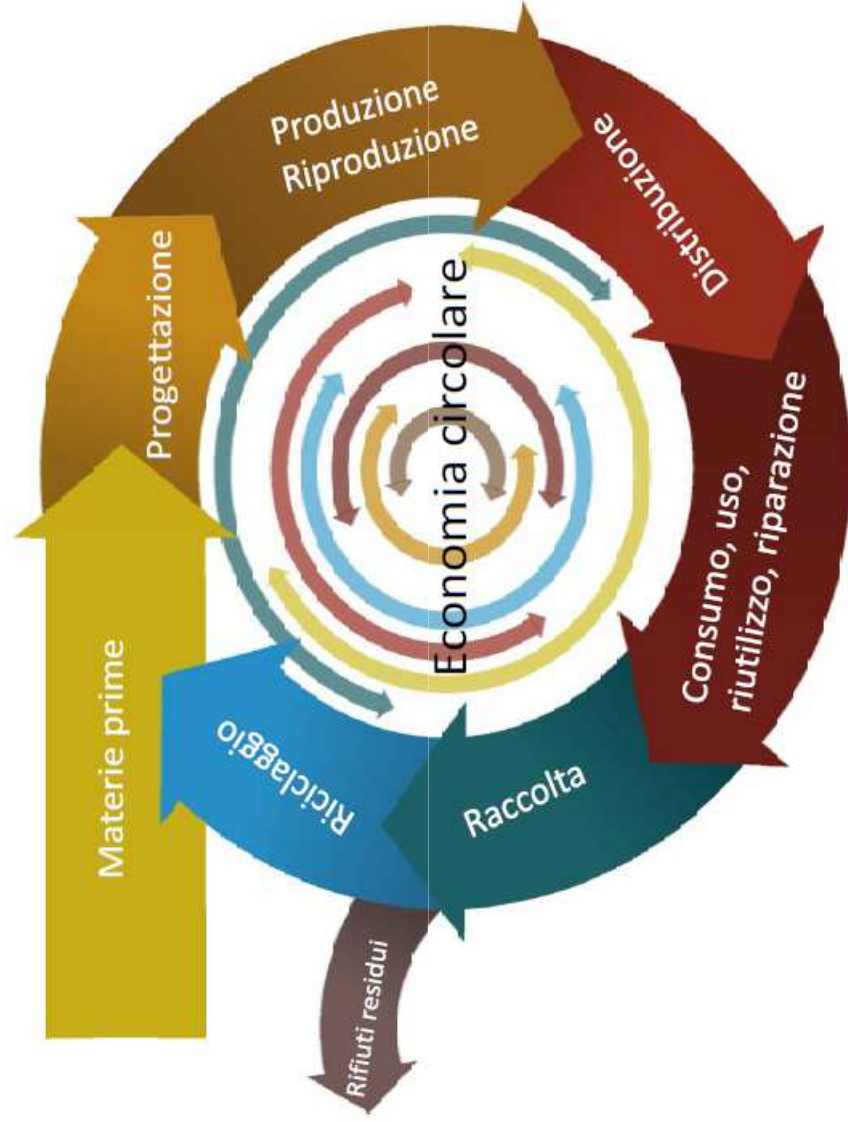 Materie prime
Progettazione
Produzione
Riproduzione
Distribuzione
Consumo, uso,
riutilizzo, riparazione
Raccolta
Riciclaggio
Rifiuti residui
Economia circolare